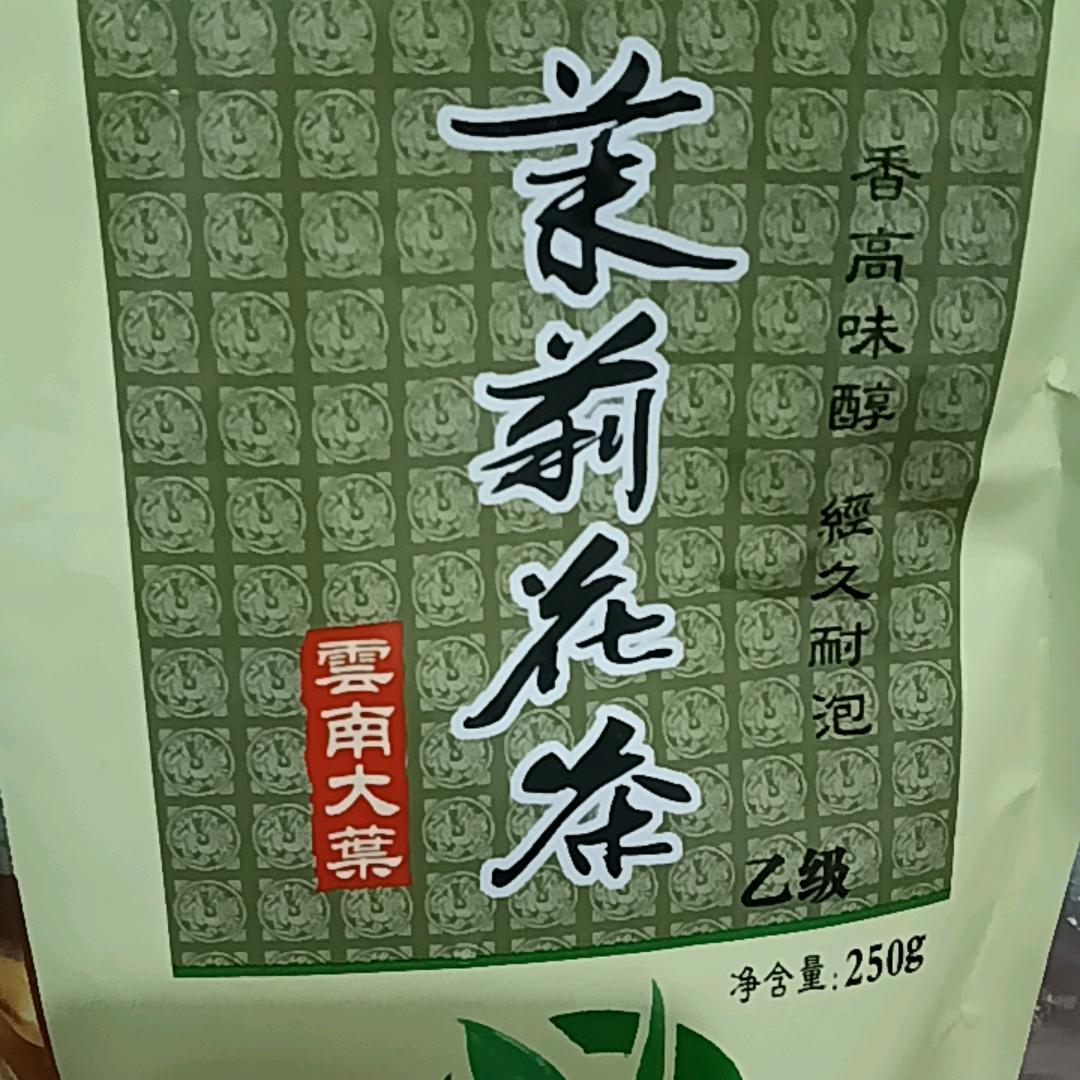 香高味醇 經久耐泡
茉莉花茶
雲南大葉
乙级
净含量:250g